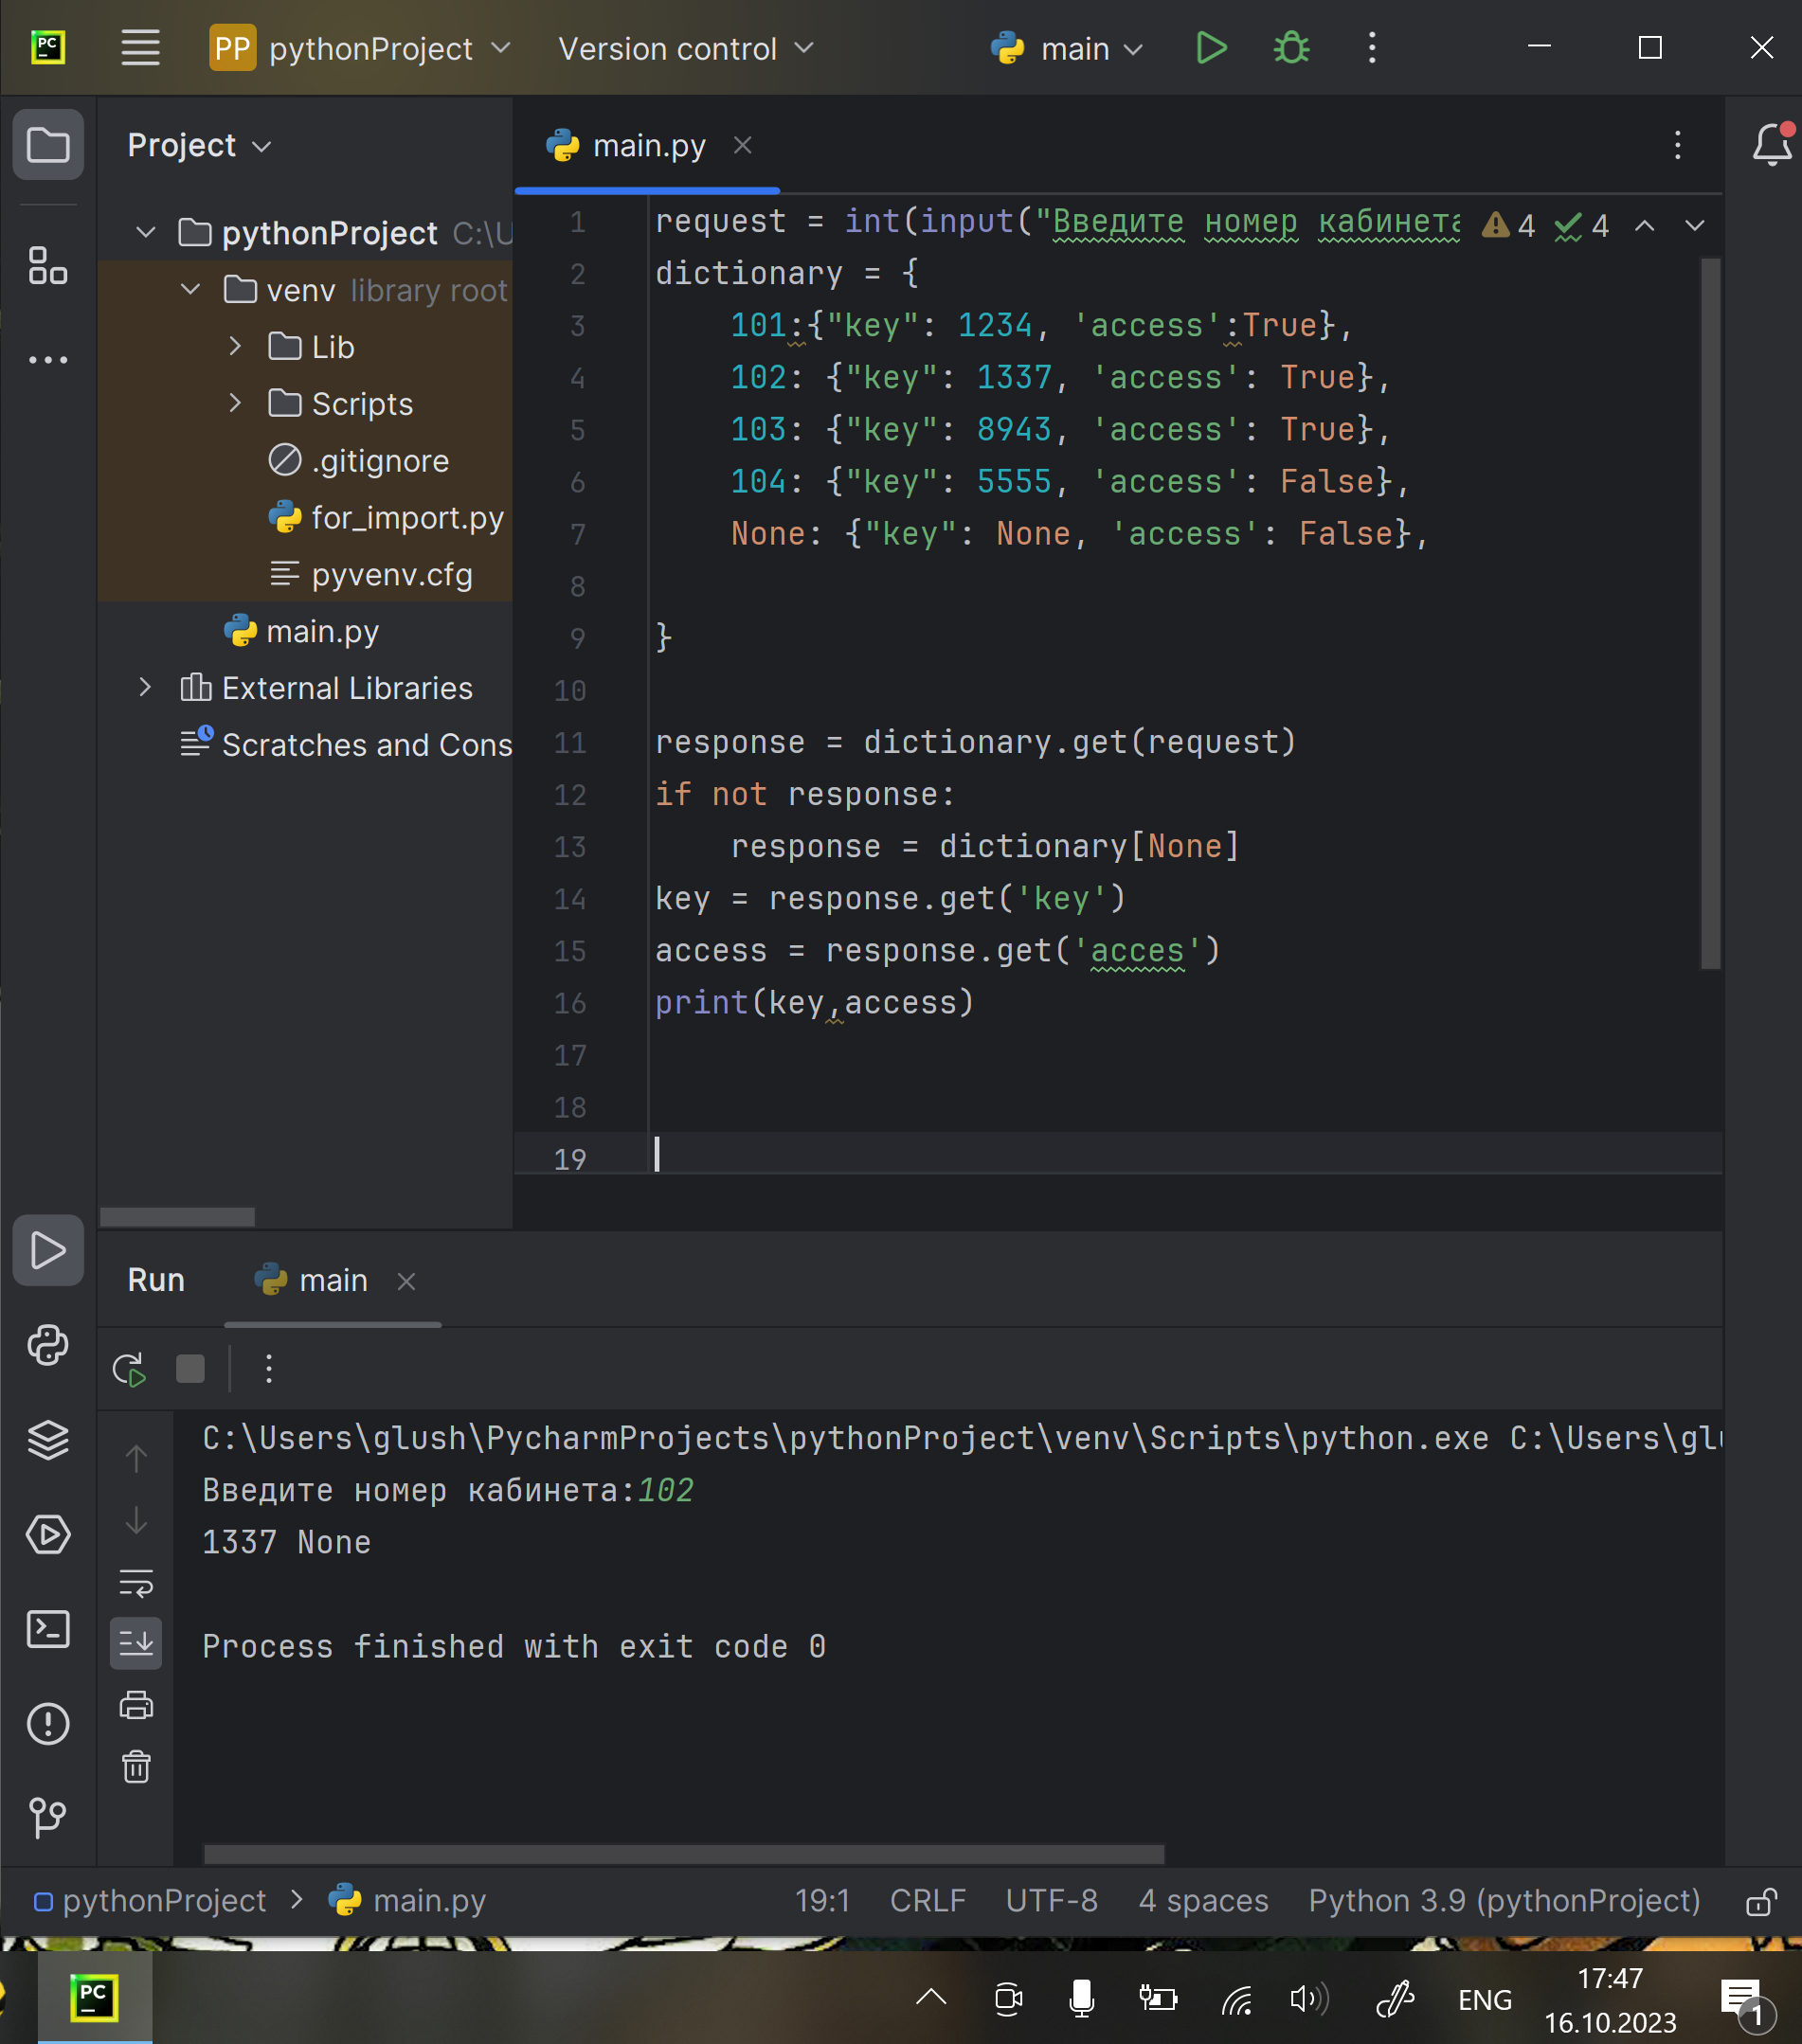 PC
PP pythonProject
Version control
main
Project
main.py
pythonProject C:\U
venv library root
Lib
Scripts
.gitignore
for_import.py
pyvenv.cfg
main.py
External Libraries
Scratches and Cons
4 4
1 request = int(input("Введите номер кабинета
2 dictionary = {
3 101:{"key": 1234, 'access':True},
4 102: {"key": 1337, 'access': True},
5 103: {"key": 8943, 'access': True},
6 104: {"key": 5555, 'access': False},
7 None: {"key": None, 'access': False},
8
9 }
10
11 response = dictionary.get(request)
12 if not response:
13 response = dictionary[None]
14 key = response.get('key')
15 access = response.get('acces')
16 print(key,access)
17
18
19
Run
main
C:\Users\glush\PycharmProjects\pythonProject\venv\Scripts\python.exe C:\Users\glu
Введите номер кабинета:102
1337 None
Process finished with exit code 0
pythonProject > main.py
19:1 CRLF UTF-8 4 spaces Python 3.9 (pythonProject)
PC
ENG
17:47
16.10.2023
1